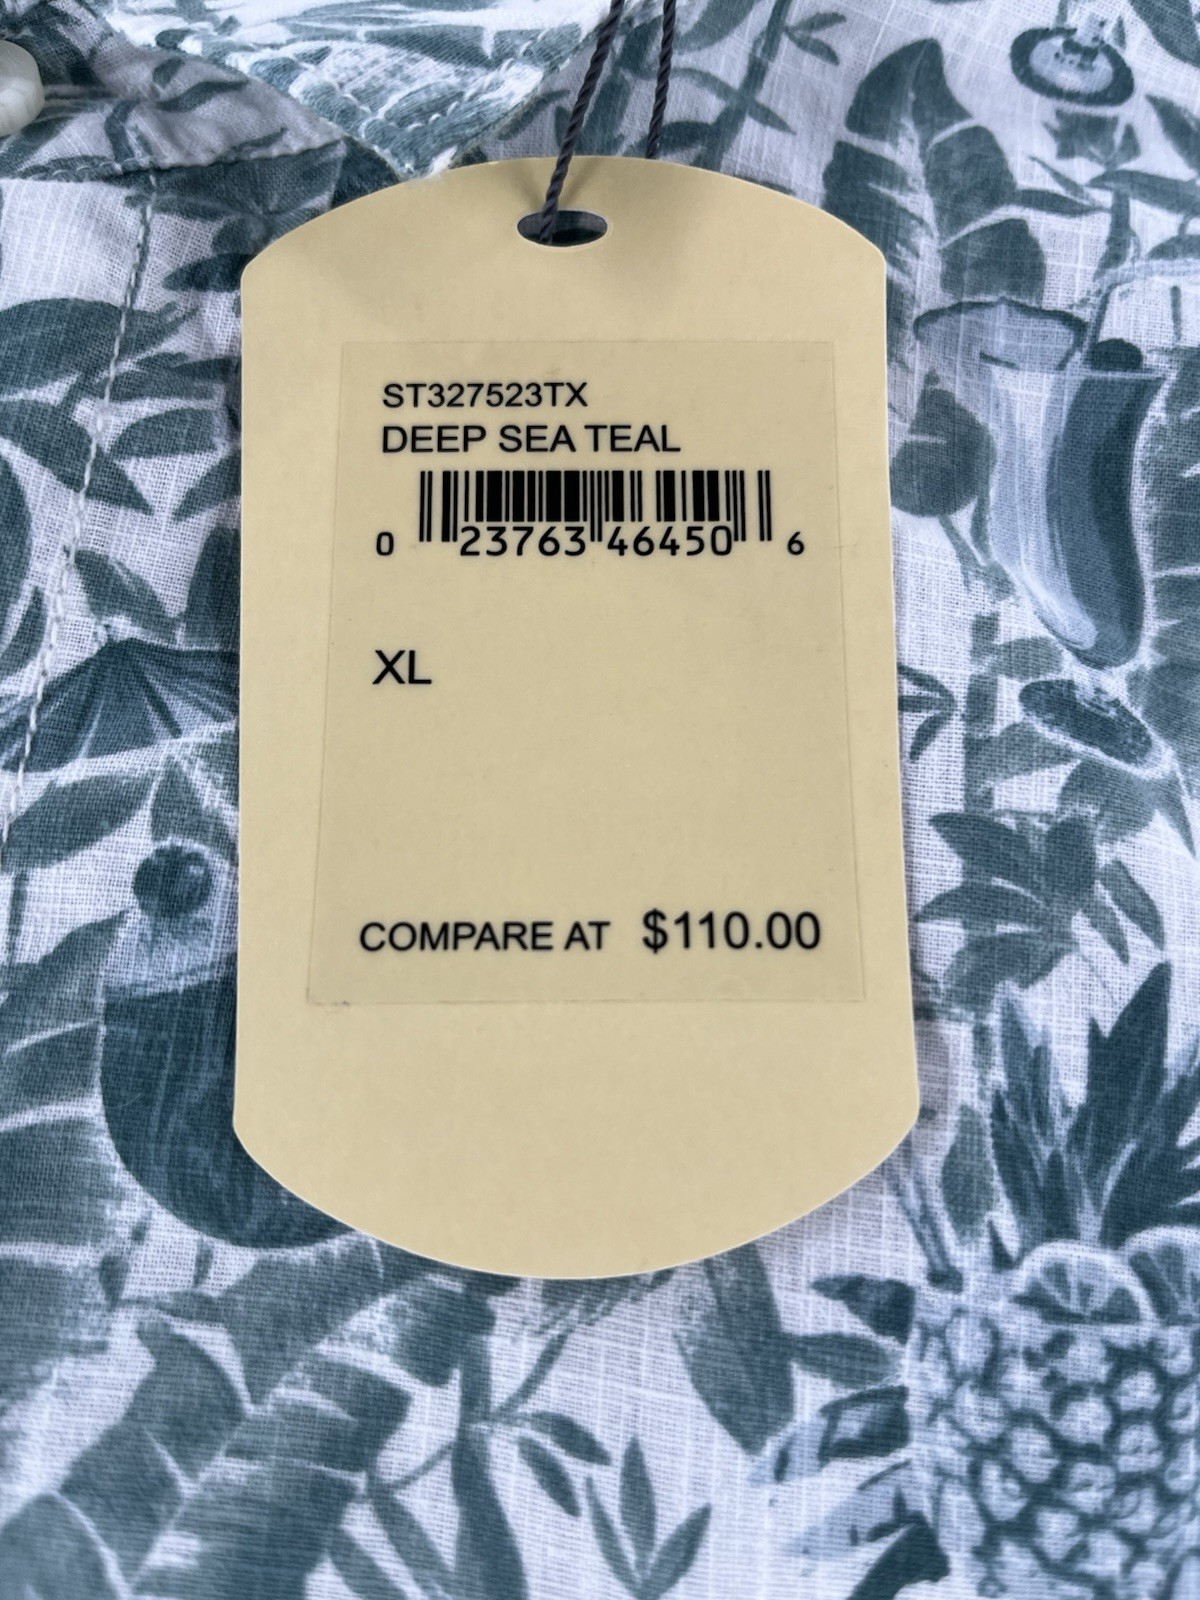 ST327523TX
DEEP SEA TEAL
0 23763 46450 6
XL
COMPARE AT $110.00